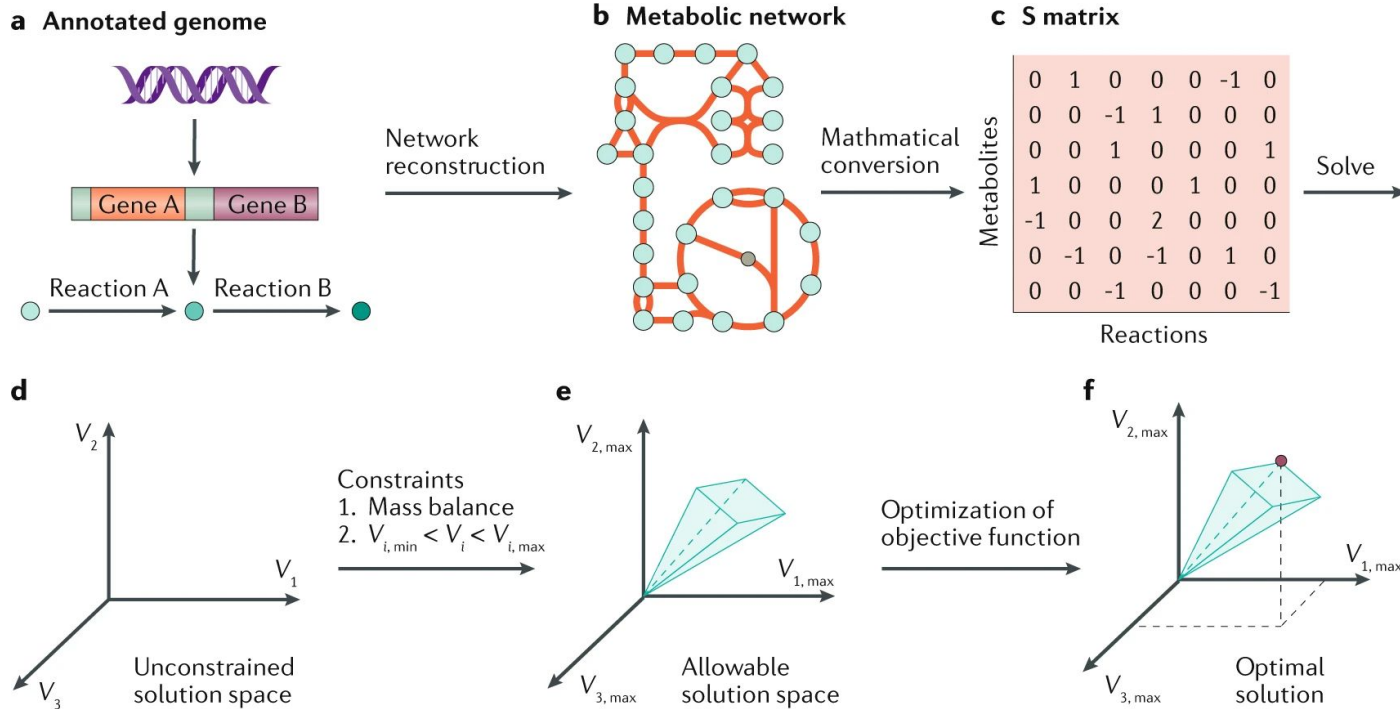 a Annotated genome
Gene A
Gene B
Reaction A
Reaction B
Network
reconstruction
b Metabolic network
Mathmatical
conversion
c S matrix
Metabolites
0 1 0 0 0 -1 0
0 0 -1 1 0 0 0
0 0 1 0 0 0 1
1 0 0 0 1 0 0
-1 0 0 2 0 0 0
0 -1 0 -1 0 1 0
0 0 -1 0 0 0 -1
Reactions
Solve
d
V2
V1
V3
Unconstrained
solution space
Constraints
1. Mass balance
2. Vi, min < Vi < Vi, max
e
V2, max
V1, max
V3, max
Allowable
solution space
Optimization of
objective function
f
V2, max
V1, max
V3, max
Optimal
solution